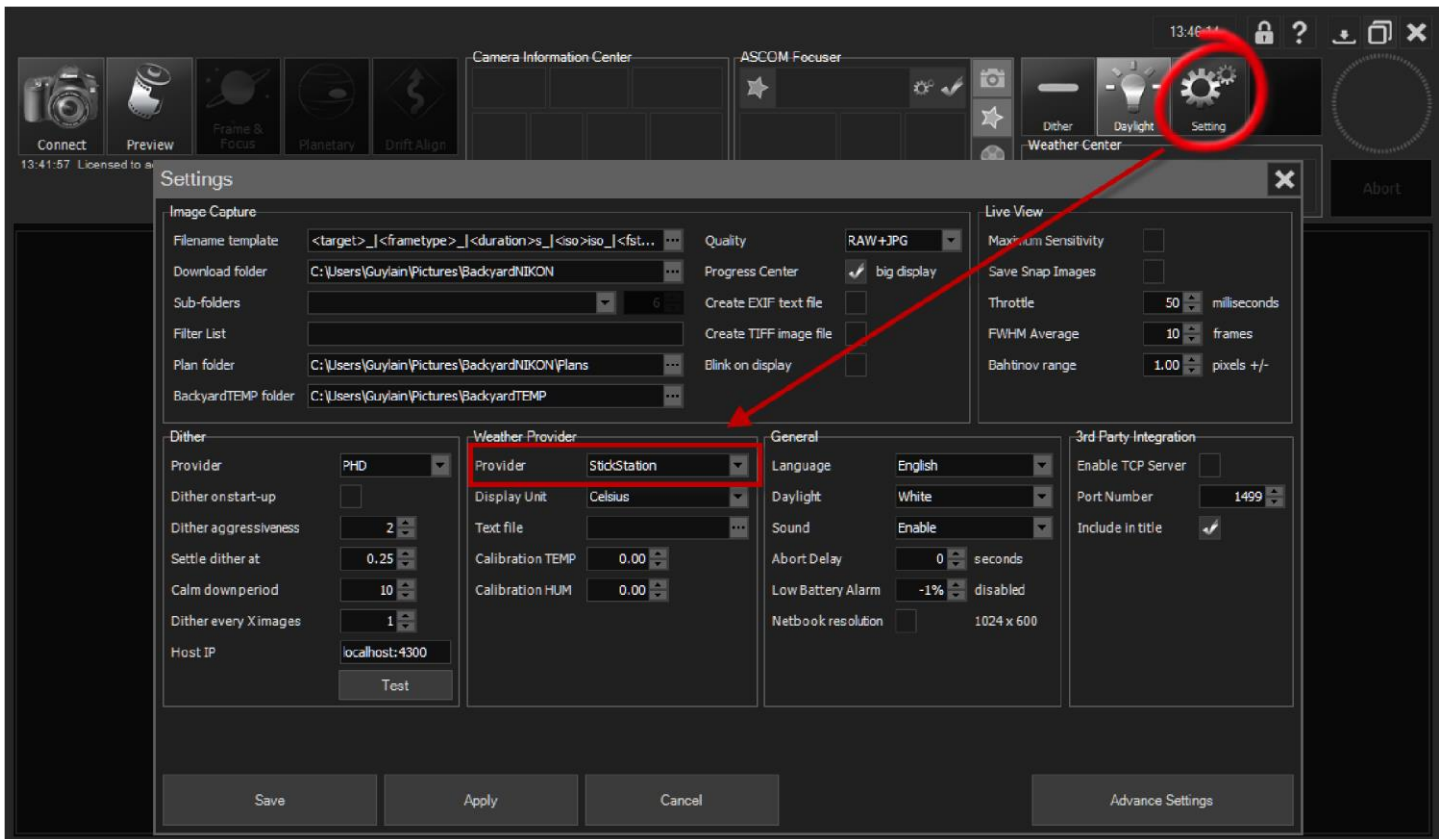 13:46:14
Camera Information Center
ASCOM Focuser
Connect
Preview
Frame & Focus
Planetary
Drift Align
Dither
Daylight
Setting
13:41:57 Licensed to
Weather Center
Abort
Settings
Image Capture
Filename template <target>_|<frametype>_|<duration>s_|<iso>iso_|<fst... ...
Download folder C:\Users\Guylain\Pictures\BackyardNIKON ...
Sub-folders 6
Filter List
Plan folder C:\Users\Guylain\Pictures\BackyardNIKON\Plans ...
BackyardTEMP folder C:\Users\Guylain\Pictures\BackyardTEMP ...
Quality RAW+JPG
Progress Center big display
Create EXIF text file
Create TIFF image file
Blink on display
Live View
Maximum Sensitivity
Save Snap Images
Throttle 50 milliseconds
FWHM Average 10 frames
Bahtinov range 1.00 pixels +/-
Dither
Provider PHD
Dither on start-up
Dither aggressiveness 2
Settle dither at 0.25
Calm down period 10
Dither every X images 1
Host IP localhost:4300
Test
Weather Provider
Provider StickStation
Display Unit Celsius
Text file ...
Calibration TEMP 0.00
Calibration HUM 0.00
General
Language English
Daylight White
Sound Enable
Abort Delay 0 seconds
Low Battery Alarm -1% disabled
Netbook resolution 1024 x 600
3rd Party Integration
Enable TCP Server
Port Number 1499
Include in title
Save
Apply
Cancel
Advance Settings